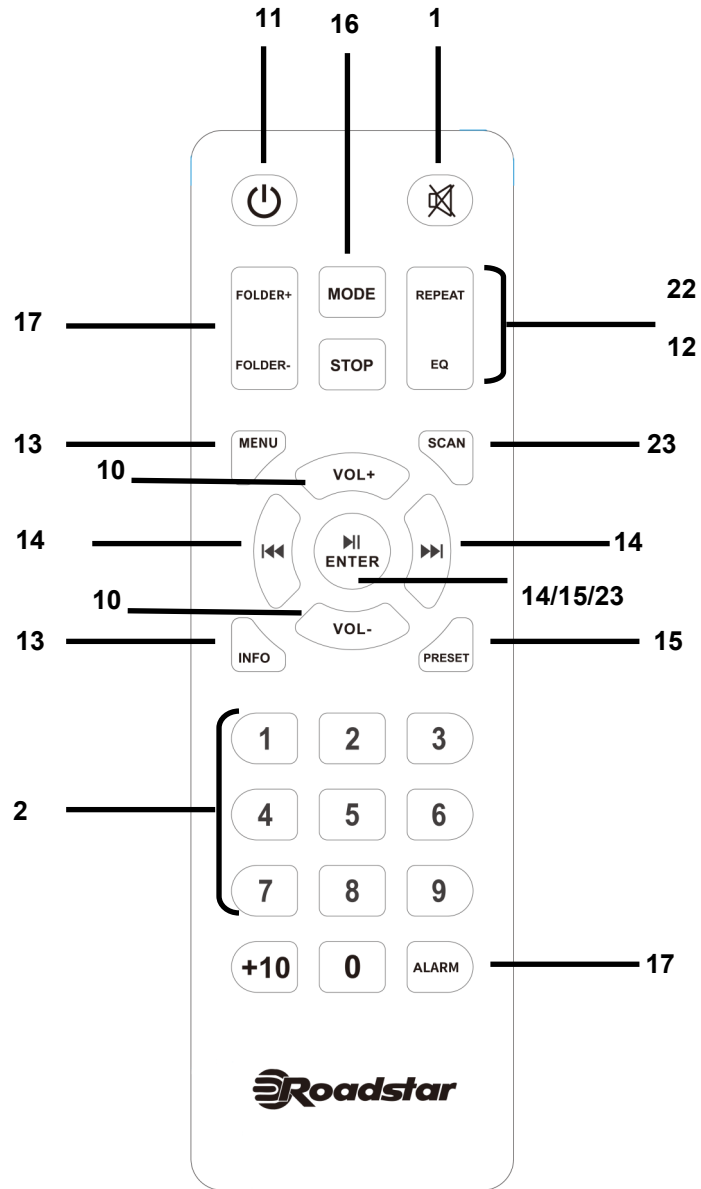 11 16 1
FOLDER+ MODE REPEAT 22
17
12
FOLDER- STOP EQ
13 MENU SCAN 23
10 VOL+
14 ENTER 14
10 14/15/23
VOL-
13 INFO PRESET 15
1 2 3
2 4 5 6
7 8 9
+10 0 ALARM 17
Roadstar